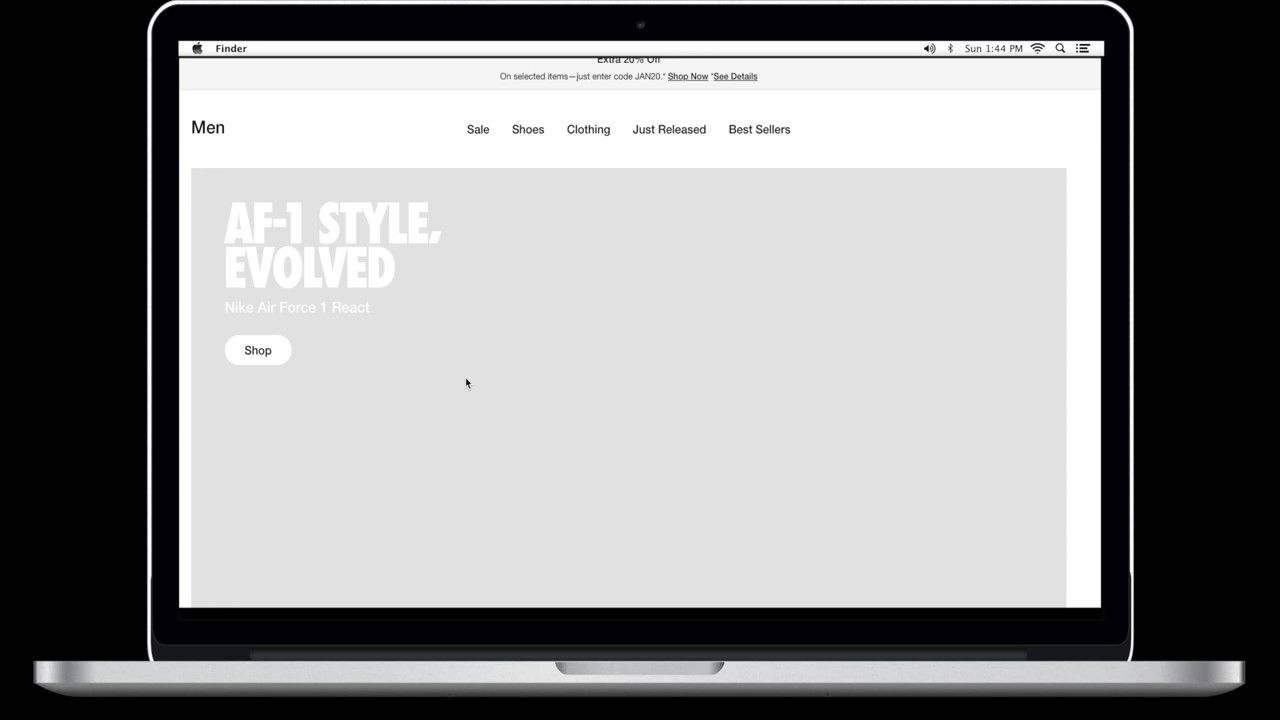 Finder
Sun 1:44 PM
Extra 20% Off
On selected items—just enter code JAN20.* Shop Now *See Details
Men
Sale
Shoes
Clothing
Just Released
Best Sellers
AF-1 STYLE,
EVOLVED
Nike Air Force 1 React
Shop